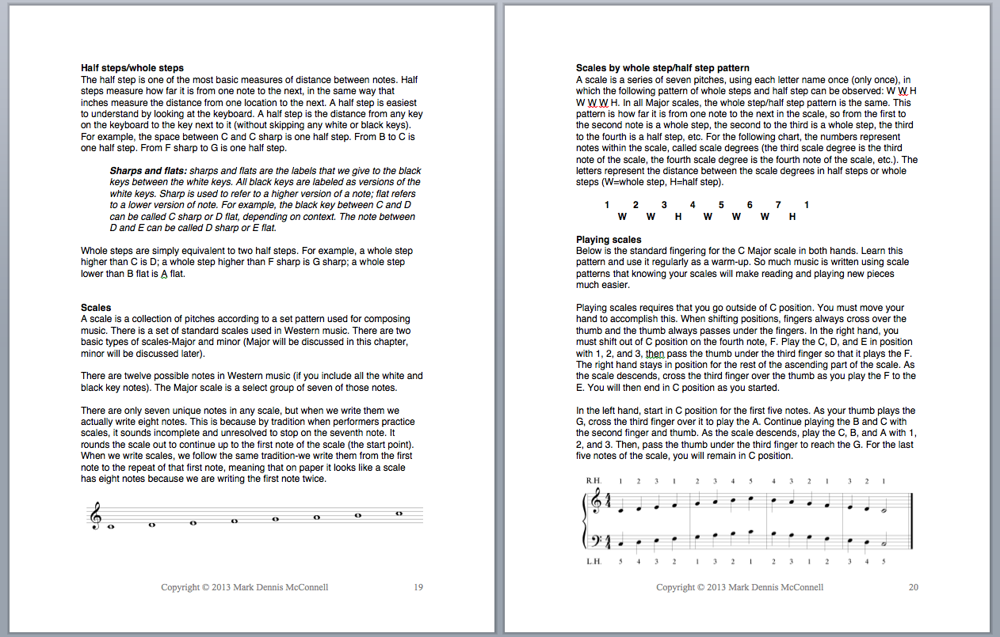 Half steps/whole steps
The half step is one of the most basic measures of distance between notes. Half
steps measure how far it is from one note to the next, in the same way that
inches measure the distance from one location to the next. A half step is easiest
to understand by looking at the keyboard. A half step is the distance from any key
on the keyboard to the key next to it (without skipping any white or black keys).
For example, the space between C and C sharp is one half step. From B to C is
one half step. From F sharp to G is one half step.
Sharps and flats: sharps and flats are the labels that we give to the black
keys between the white keys. All black keys are labeled as versions of the
white keys. Sharp is used to refer to a higher version of a note; flat refers
to a lower version of note. For example, the black key between C and D
can be called C sharp or D flat, depending on context. The note between
D and E can be called D sharp or E flat.
Whole steps are simply equivalent to two half steps. For example, a whole step
higher than C is D; a whole step higher than F sharp is G sharp; a whole step
lower than B flat is A flat.
Scales
A scale is a collection of pitches according to a set pattern used for composing
music. There is a set of standard scales used in Western music. There are two
basic types of scales-Major and minor (Major will be discussed in this chapter,
minor will be discussed later).
There are twelve possible notes in Western music (if you include all the white and
black key notes). The Major scale is a select group of seven of those notes.
There are only seven unique notes in any scale, but when we write them we
actually write eight notes. This is because by tradition when performers practice
scales, it sounds incomplete and unresolved to stop on the seventh note. It
rounds the scale out to continue up to the first note of the scale (the start point).
When we write scales, we follow the same tradition-we write them from the first
note to the repeat of that first note, meaning that on paper it looks like a scale
has eight notes because we are writing the first note twice.
Copyright © 2013 Mark Dennis McConnell 19
Scales by whole step/half step pattern
A scale is a series of seven pitches, using each letter name once (only once), in
which the following pattern of whole steps and half step can be observed: W W H
W W W H. In all Major scales, the whole step/half step pattern is the same. This
pattern is how far it is from one note to the next in the scale, so from the first to
the second note is a whole step, the second to the third is a whole step, the third
to the fourth is a half step, etc. For the following chart, the numbers represent
notes within the scale, called scale degrees (the third scale degree is the third
note of the scale, the fourth scale degree is the fourth note of the scale, etc.). The
letters represent the distance between the scale degrees in half steps or whole
steps (W=whole step, H=half step).
1 2 3 4 5 6 7 1
W W H W W W H
Playing scales
Below is the standard fingering for the C Major scale in both hands. Learn this
pattern and use it regularly as a warm-up. So much music is written using scale
patterns that knowing your scales will make reading and playing new pieces
much easier.
Playing scales requires that you go outside of C position. You must move your
hand to accomplish this. When shifting positions, fingers always cross over the
thumb and the thumb always passes under the fingers. In the right hand, you
must shift out of C position on the fourth note, F. Play the C, D, and E in position
with 1, 2, and 3, then pass the thumb under the third finger so that it plays the F.
The right hand stays in position for the rest of the ascending part of the scale. As
the scale descends, cross the third finger over the thumb as you play the F to the
E. You will then end in C position as you started.
In the left hand, start in C position for the first five notes. As your thumb plays the
G, cross the third finger over it to play the A. Continue playing the B and C with
the second finger and thumb. As the scale descends, play the C, B, and A with 1,
2, and 3. Then, pass the thumb under the third finger to reach the G. For the last
five notes of the scale, you will remain in C position.
R.H. 1 2 3 1 2 3 4 5 4 3 2 1 3 2 1
4
4
4
4
L.H. 5 4 3 2 1 3 2 1 2 3 1 2 3 4 5
Copyright © 2013 Mark Dennis McConnell 20